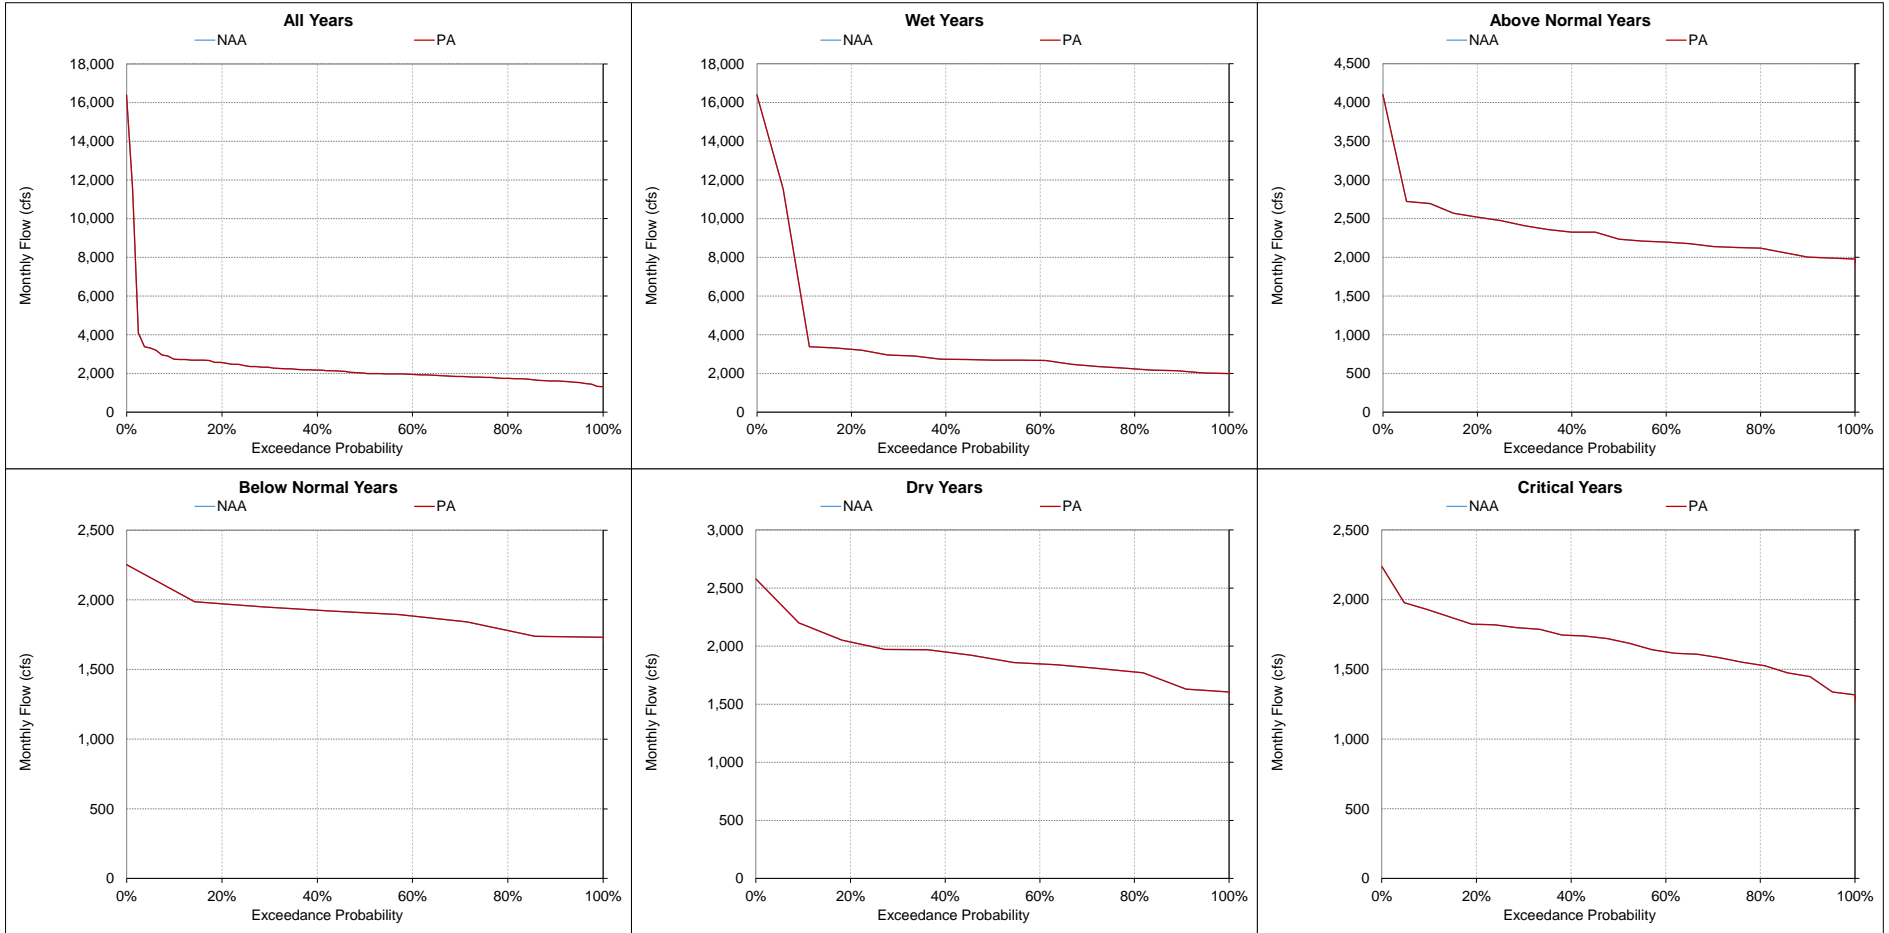 All Years
NAA PA
18,000
16,000
14,000
12,000
10,000
8,000
6,000
4,000
2,000
0
Monthly Flow (cfs)
0% 20% 40% 60% 80% 100%
Exceedance Probability
Wet Years
NAA PA
18,000
16,000
14,000
12,000
10,000
8,000
6,000
4,000
2,000
0
Monthly Flow (cfs)
0% 20% 40% 60% 80% 100%
Exceedance Probability
Above Normal Years
NAA PA
4,500
4,000
3,500
3,000
2,500
2,000
1,500
1,000
500
0
Monthly Flow (cfs)
0% 20% 40% 60% 80% 100%
Exceedance Probability
Below Normal Years
NAA PA
2,500
2,000
1,500
1,000
500
0
Monthly Flow (cfs)
0% 20% 40% 60% 80% 100%
Exceedance Probability
Dry Years
NAA PA
3,000
2,500
2,000
1,500
1,000
500
0
Monthly Flow (cfs)
0% 20% 40% 60% 80% 100%
Exceedance Probability
Critical Years
NAA PA
2,500
2,000
1,500
1,000
500
0
Monthly Flow (cfs)
0% 20% 40% 60% 80% 100%
Exceedance Probability